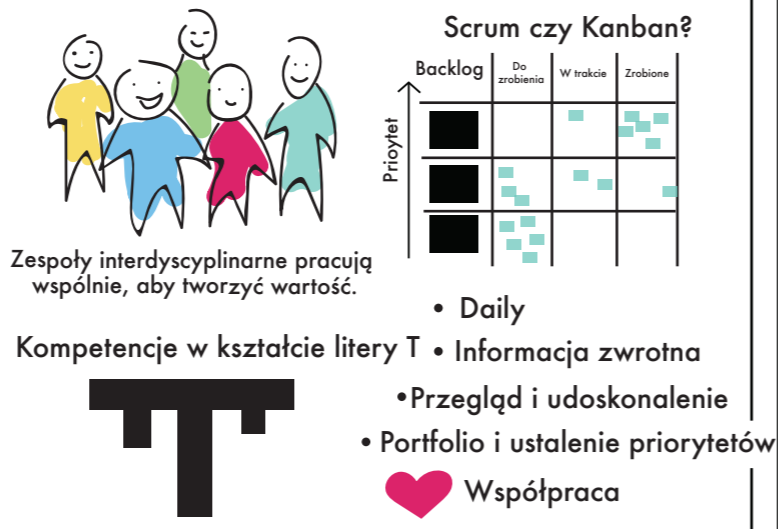 Scrum czy Kanban?
Backlog
Do
zrobienia
W trakcie
Zrobione
Prioytet
Zespoły interdyscyplinarne pracują
wspólnie, aby tworzyć wartość.
Kompetencje w kształcie litery T
• Daily
• Informacja zwrotna
•Przegląd i udoskonalenie
• Portfolio i ustalenie priorytetów
Współpraca